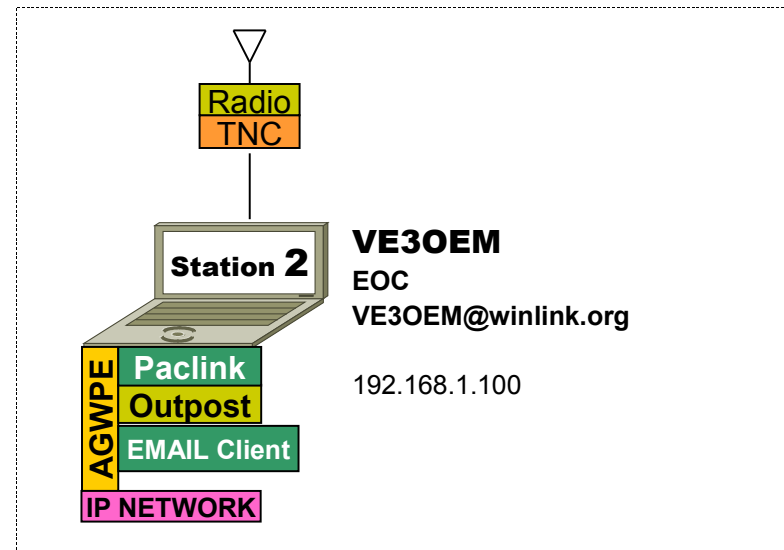 Radio
TNC
Station 2
VE3OEM
EOC
VE3OEM@winlink.org
192.168.1.100
AGWPE
Paclink
Outpost
EMAIL Client
IP NETWORK